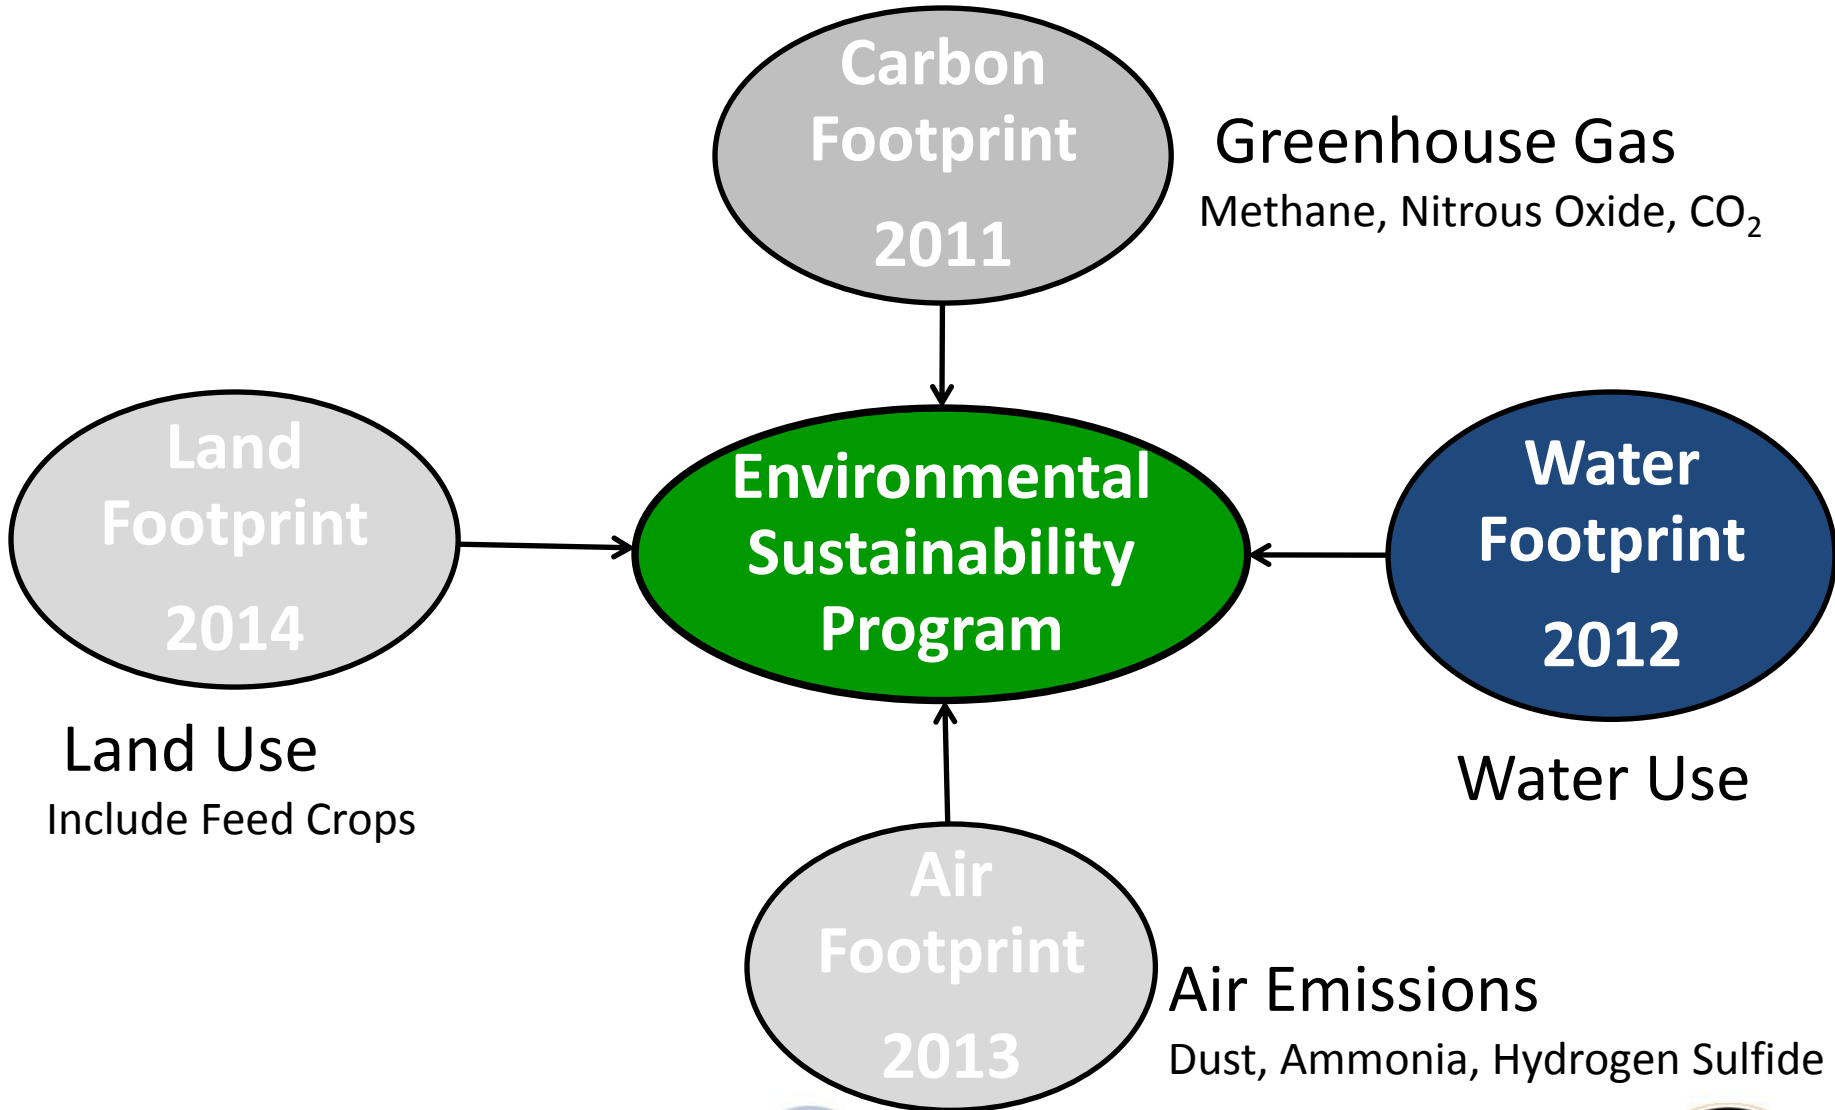 Carbon
Footprint
2011
Greenhouse Gas
Methane, Nitrous Oxide, CO₂
Land
Footprint
2014
Land Use
Include Feed Crops
Environmental
Sustainability
Program
Water
Footprint
2012
Water Use
Air
Footprint
2013
Air Emissions
Dust, Ammonia, Hydrogen Sulfide